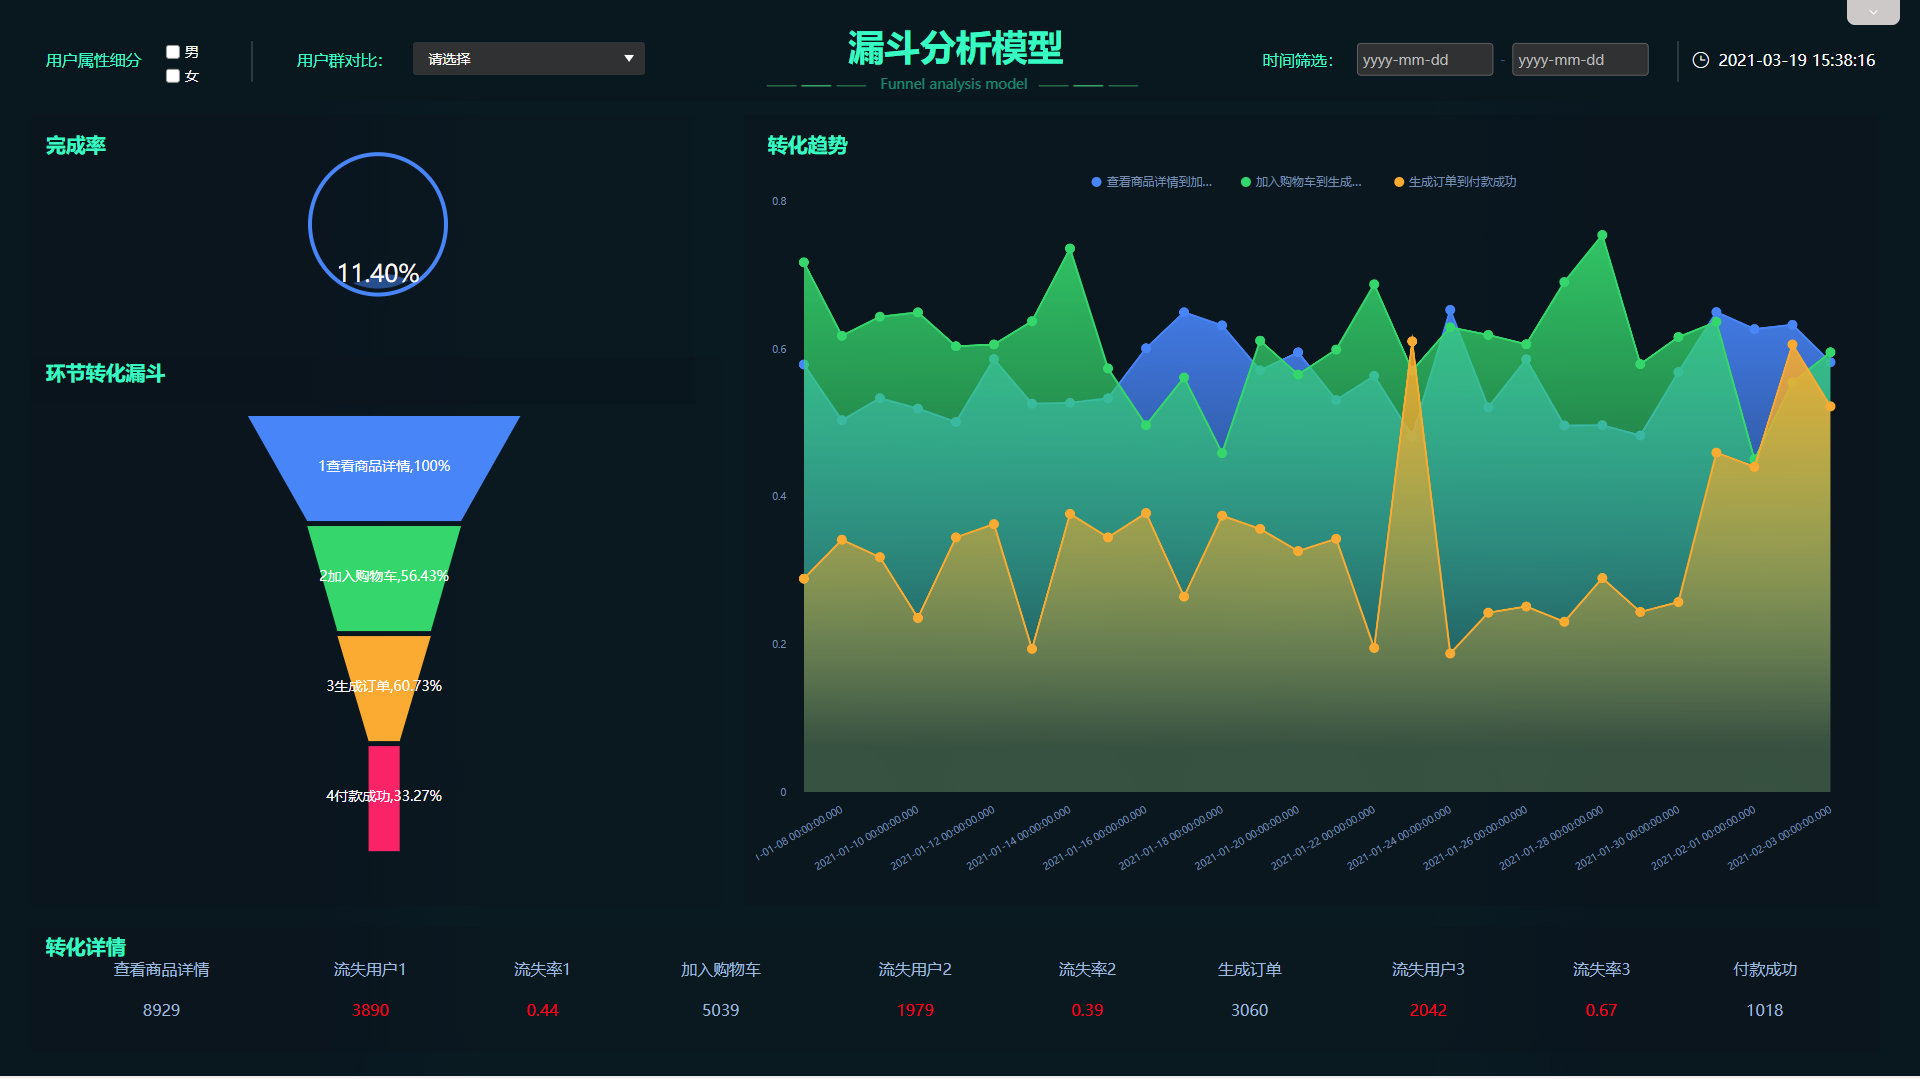 用户属性细分
男
女
用户群对比：
请选择
漏斗分析模型
Funnel analysis model
时间筛选：
yyyy-mm-dd - yyyy-mm-dd
2021-03-19 15:38:16
完成率
11.40%
环节转化漏斗
1查看商品详情,100%
2加入购物车,56.43%
3生成订单,60.73%
4付款成功,33.27%
转化趋势
查看商品详情到加... 加入购物车到生成... 生成订单到付款成功
0.8
0.6
0.4
0.2
0
1-01-08 00:00:00.000
2021-01-10 00:00:00.000
2021-01-12 00:00:00.000
2021-01-14 00:00:00.000
2021-01-16 00:00:00.000
2021-01-18 00:00:00.000
2021-01-20 00:00:00.000
2021-01-22 00:00:00.000
2021-01-24 00:00:00.000
2021-01-26 00:00:00.000
2021-01-28 00:00:00.000
2021-01-30 00:00:00.000
2021-02-01 00:00:00.000
2021-02-03 00:00:00.000
转化详情
查看商品详情 流失用户1 流失率1 加入购物车 流失用户2 流失率2 生成订单 流失用户3 流失率3 付款成功
8929 3890 0.44 5039 1979 0.39 3060 2042 0.67 1018